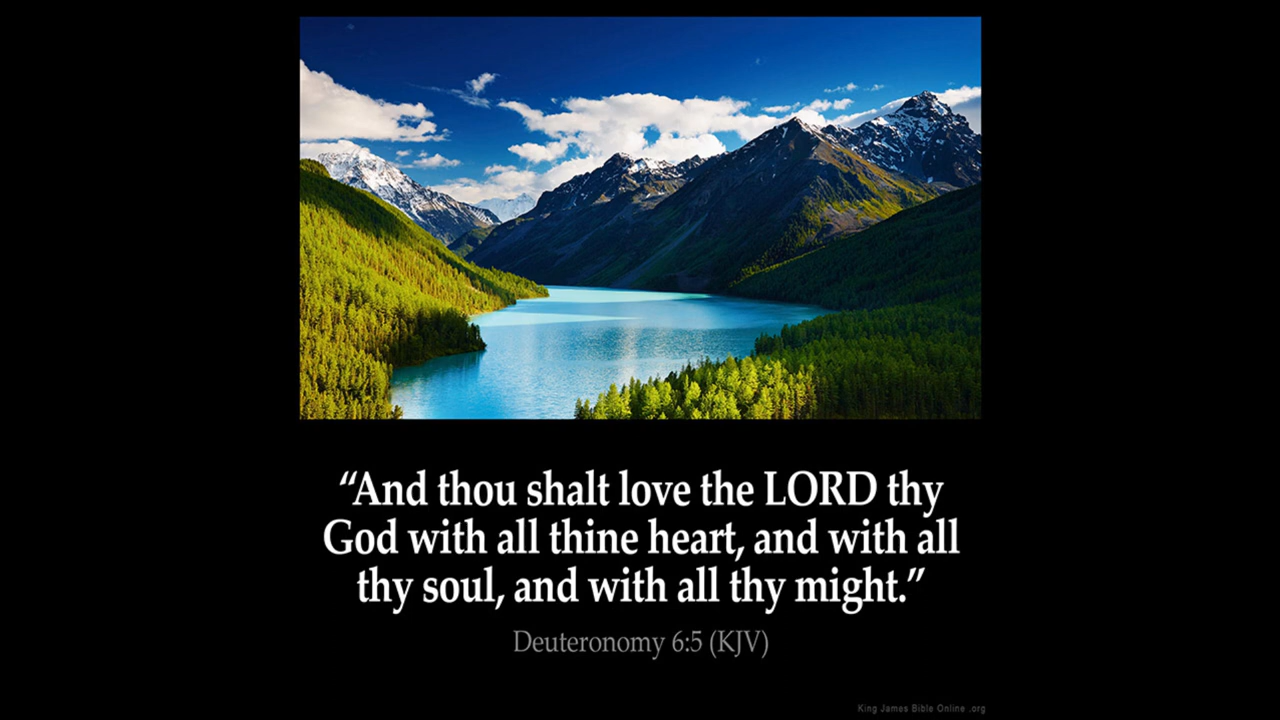 “And thou shalt love the LORD thy
God with all thine heart, and with all
thy soul, and with all thy might.”
Deuteronomy 6:5 (KJV)
King James Bible Online .org